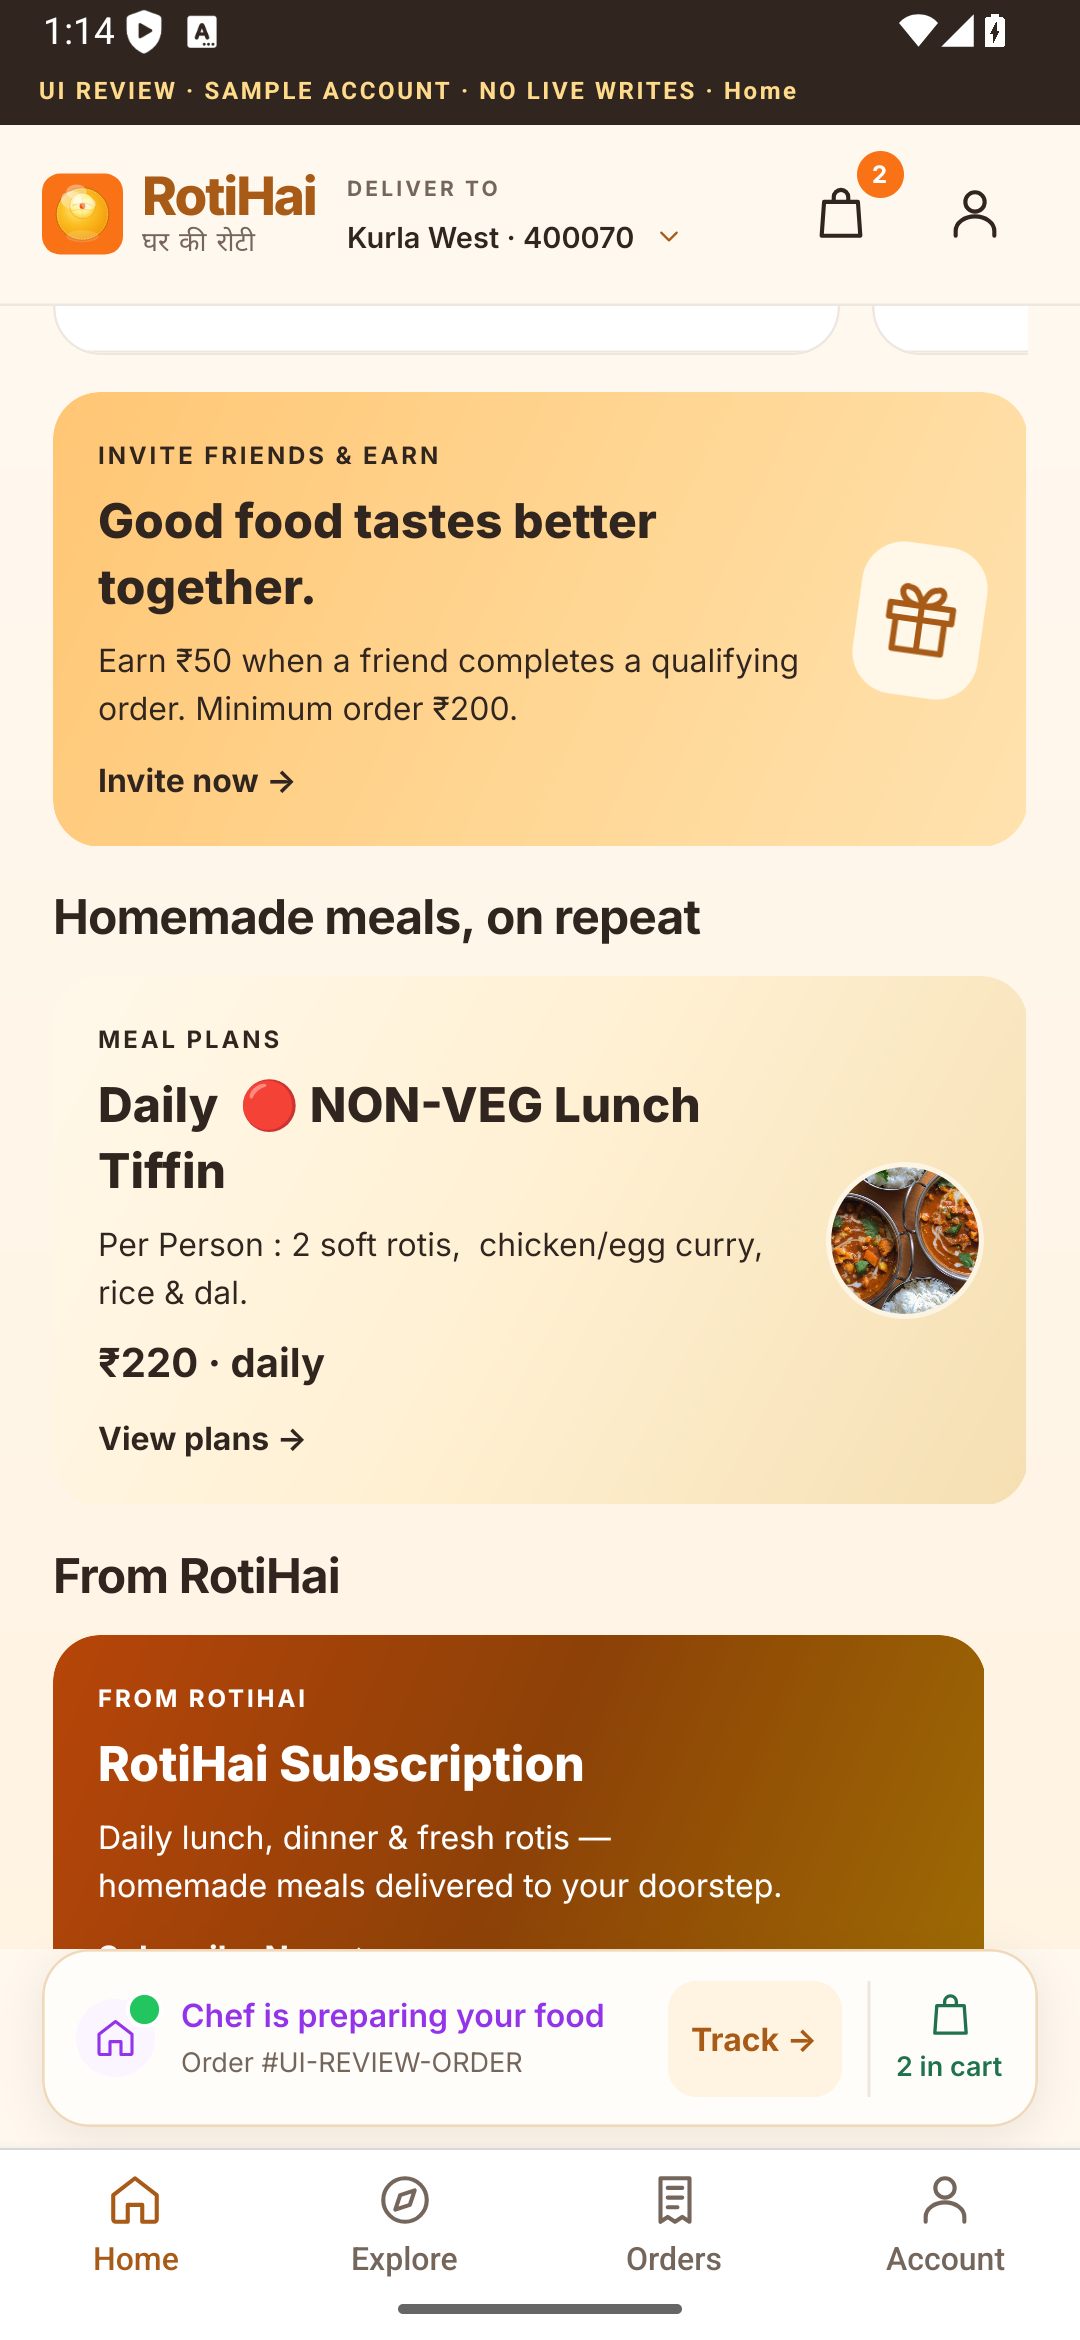 1:14
UI REVIEW · SAMPLE ACCOUNT · NO LIVE WRITES · Home
RotiHai
घर की रोटी
DELIVER TO
Kurla West · 400070
2
INVITE FRIENDS & EARN
Good food tastes better
together.
Earn ₹50 when a friend completes a qualifying
order. Minimum order ₹200.
Invite now →
Homemade meals, on repeat
MEAL PLANS
Daily 🔴 NON-VEG Lunch
Tiffin
Per Person : 2 soft rotis, chicken/egg curry,
rice & dal.
₹220 · daily
View plans →
From RotiHai
FROM ROTIHAI
RotiHai Subscription
Daily lunch, dinner & fresh rotis —
homemade meals delivered to your doorstep.
Chef is preparing your food
Order #UI-REVIEW-ORDER
Track →
2 in cart
Home
Explore
Orders
Account